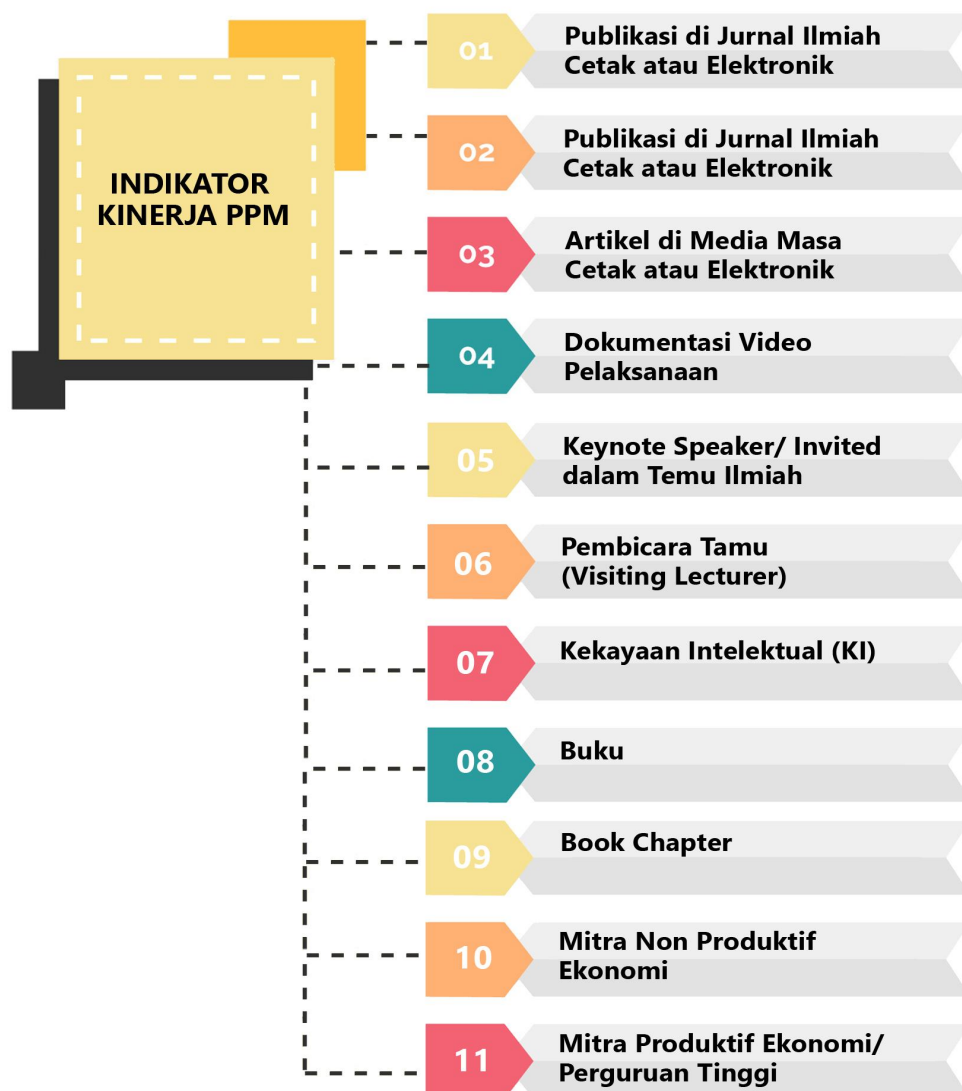 INDIKATOR
KINERJA PPM
01
Publikasi di Jurnal Ilmiah
Cetak atau Elektronik
02
Publikasi di Jurnal Ilmiah
Cetak atau Elektronik
03
Artikel di Media Masa
Cetak atau Elektronik
04
Dokumentasi Video
Pelaksanaan
05
Keynote Speaker/ Invited
dalam Temu Ilmiah
06
Pembicara Tamu
(Visiting Lecturer)
07
Kekayaan Intelektual (KI)
08
Buku
09
Book Chapter
10
Mitra Non Produktif
Ekonomi
11
Mitra Produktif Ekonomi/
Perguruan Tinggi